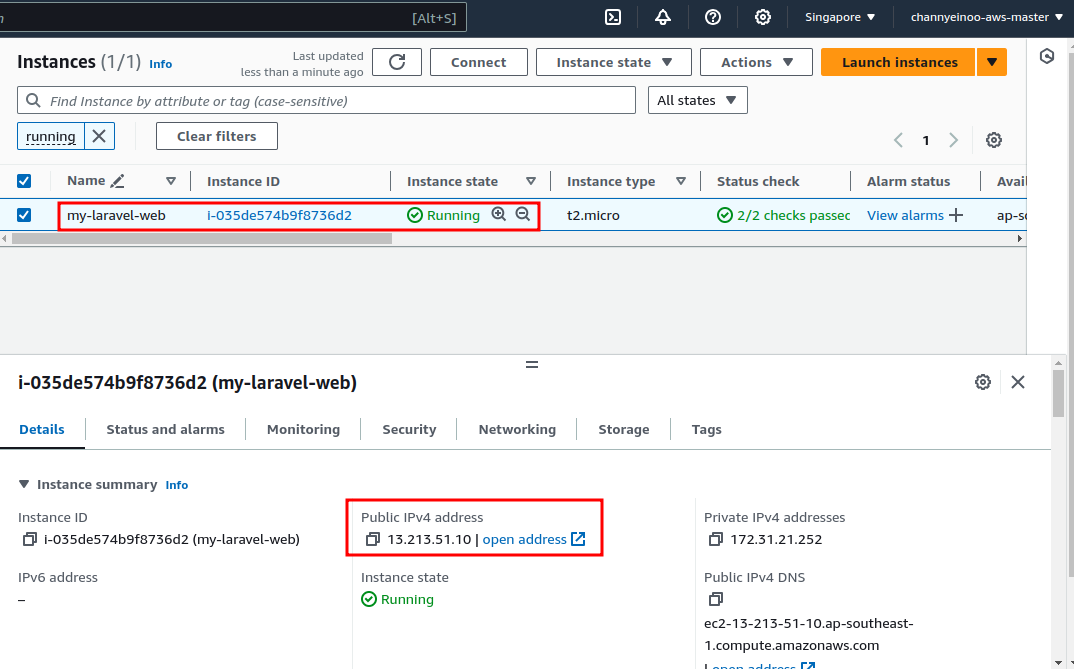 [Alt+S] Singapore channyeinoo-aws-master
Instances (1/1) Info Last updated less than a minute ago Connect Instance state Actions Launch instances
Find Instance by attribute or tag (case-sensitive) All states
running Clear filters 1
Name Instance ID Instance state Instance type Status check Alarm status Avai
my-laravel-web i-035de574b9f8736d2 Running t2.micro 2/2 checks passec View alarms ap-so
i-035de574b9f8736d2 (my-laravel-web)
Details Status and alarms Monitoring Security Networking Storage Tags
Instance summary Info
Instance ID Public IPv4 address Private IPv4 addresses
i-035de574b9f8736d2 (my-laravel-web) 13.213.51.10 | open address 172.31.21.252
IPv6 address Instance state Public IPv4 DNS
– Running
ec2-13-213-51-10.ap-southeast-
1.compute.amazonaws.com
| open address